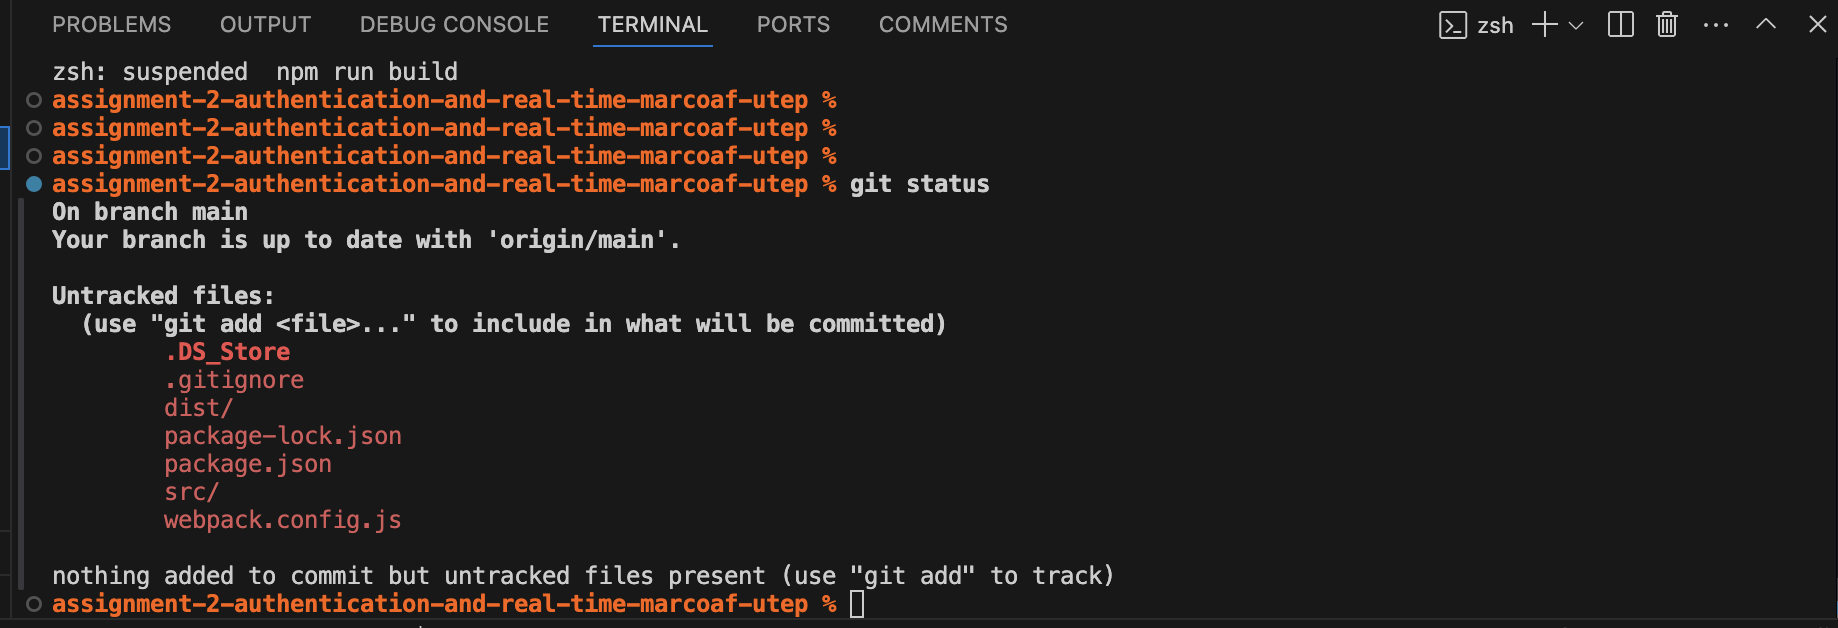 PROBLEMS OUTPUT DEBUG CONSOLE TERMINAL PORTS COMMENTS zsh
zsh: suspended  npm run build
assignment-2-authentication-and-real-time-marcoaf-utep %
assignment-2-authentication-and-real-time-marcoaf-utep %
assignment-2-authentication-and-real-time-marcoaf-utep %
assignment-2-authentication-and-real-time-marcoaf-utep % git status
On branch main
Your branch is up to date with 'origin/main'.
Untracked files:
  (use "git add <file>..." to include in what will be committed)
        .DS_Store
        .gitignore
        dist/
        package-lock.json
        package.json
        src/
        webpack.config.js
nothing added to commit but untracked files present (use "git add" to track)
assignment-2-authentication-and-real-time-marcoaf-utep %